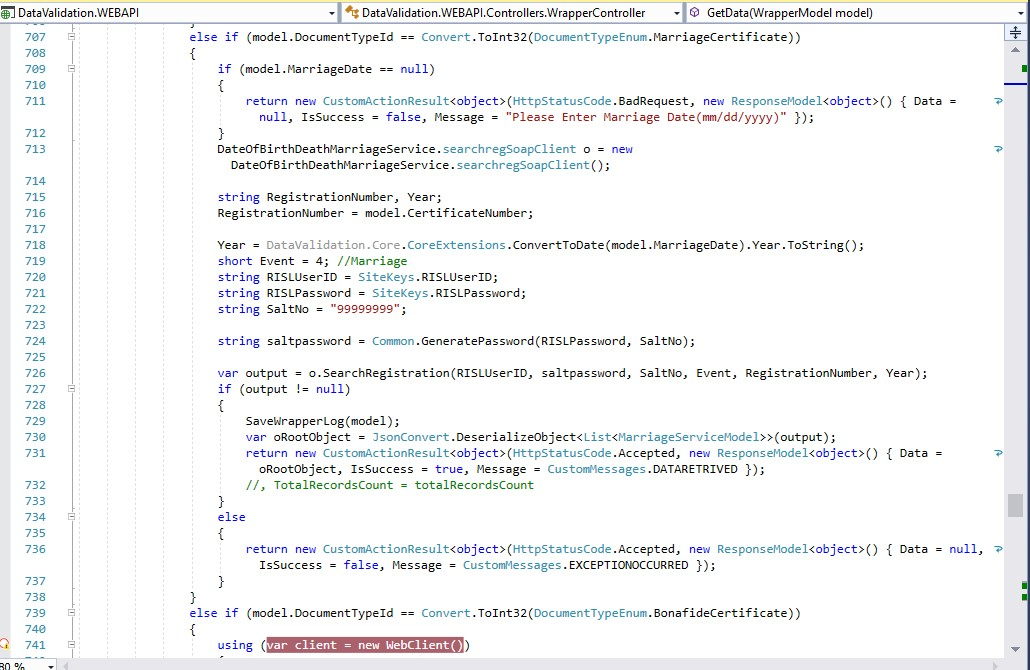 DataValidation.WEBAPI DataValidation.WEBAPI.Controllers.WrapperController GetData(WrapperModel model)
707 else if (model.DocumentTypeId == Convert.ToInt32(DocumentTypeEnum.MarriageCertificate))
708 {
709 if (model.MarriageDate == null)
710 {
711 return new CustomActionResult<object>(HttpStatusCode.BadRequest, new ResponseModel<object>() { Data =
null, IsSuccess = false, Message = "Please Enter Marriage Date(mm/dd/yyyy)" });
712 }
713 DateOfBirthDeathMarriageService.searchregSoapClient o = new
DateOfBirthDeathMarriageService.searchregSoapClient();
714
715 string RegistrationNumber, Year;
716 RegistrationNumber = model.CertificateNumber;
717
718 Year = DataValidation.Core.CoreExtensions.ConvertToDate(model.MarriageDate).Year.ToString();
719 short Event = 4; //Marriage
720 string RISLUserID = SiteKeys.RISLUserID;
721 string RISLPassword = SiteKeys.RISLPassword;
722 string SaltNo = "99999999";
723
724 string saltpassword = Common.GeneratePassword(RISLPassword, SaltNo);
725
726 var output = o.SearchRegistration(RISLUserID, saltpassword, SaltNo, Event, RegistrationNumber, Year);
727 if (output != null)
728 {
729 SaveWrapperLog(model);
730 var oRootObject = JsonConvert.DeserializeObject<List<MarriageServiceModel>>(output);
731 return new CustomActionResult<object>(HttpStatusCode.Accepted, new ResponseModel<object>() { Data =
oRootObject, IsSuccess = true, Message = CustomMessages.DATARETRIVED });
732 //, TotalRecordsCount = totalRecordsCount
733 }
734 else
735 {
736 return new CustomActionResult<object>(HttpStatusCode.Accepted, new ResponseModel<object>() { Data = null,
IsSuccess = false, Message = CustomMessages.EXCEPTIONOCCURRED });
737 }
738 }
739 else if (model.DocumentTypeId == Convert.ToInt32(DocumentTypeEnum.BonafideCertificate))
740 {
741 using (var client = new WebClient())
80 %